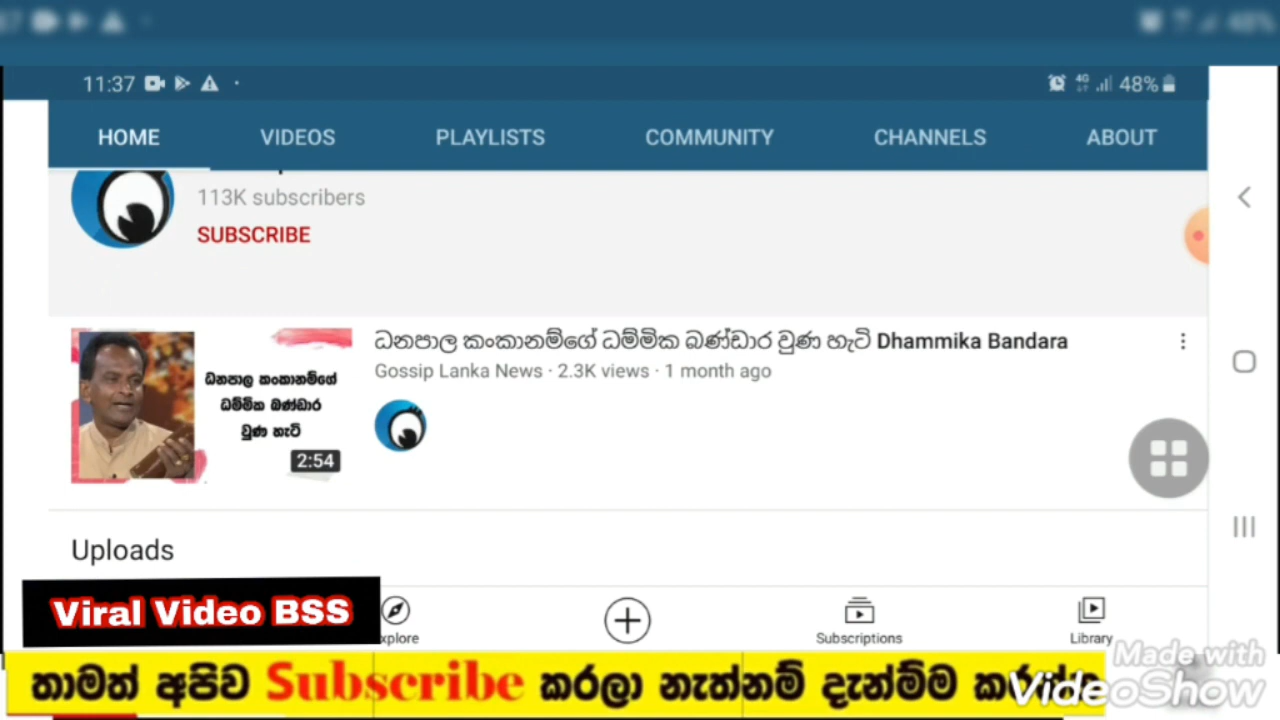 48%
11:37
4G
48%
HOME VIDEOS PLAYLISTS COMMUNITY CHANNELS ABOUT
113K subscribers
SUBSCRIBE
ධනපාල කංකානම්ගේ ධම්මික බණ්ඩාර වුණ හැටි Dhammika Bandara
Gossip Lanka News · 2.3K views · 1 month ago
ධනපාල කංකානම්ගේ
ධම්මික බණ්ඩාර
වුණ හැටි
2:54
Uploads
Viral Video BSS
xplore
Subscriptions
Library
තාමත් අපිව Subscribe කරලා නැත්නම් දැන්ම්ම
Made with
VideoShow